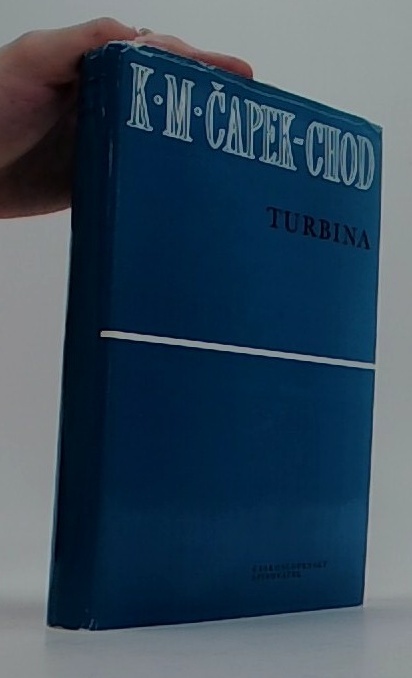 K·M·ČAPEK-CHOD
TURBINA
ČESKOSLOVENSKÝ
SPISOVATEL